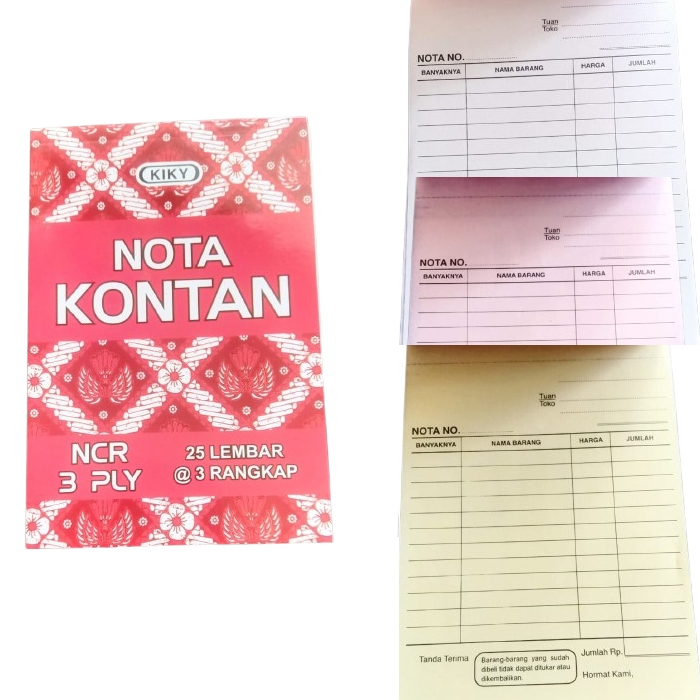 KIKY
NOTA
KONTAN
NCR
3 PLY
25 LEMBAR
@ 3 RANGKAP
Tuan
Toko
NOTA NO.
BANYAKNYA NAMA BARANG HARGA JUMLAH
Tuan
Toko
NOTA NO.
BANYAKNYA NAMA BARANG HARGA JUMLAH
Tuan
Toko
NOTA NO.
BANYAKNYA NAMA BARANG HARGA JUMLAH
Tanda Terima
Barang-barang yang sudah
dibeli tidak dapat ditukar atau
dikembalikan.
Jumlah Rp.
Hormat Kami,